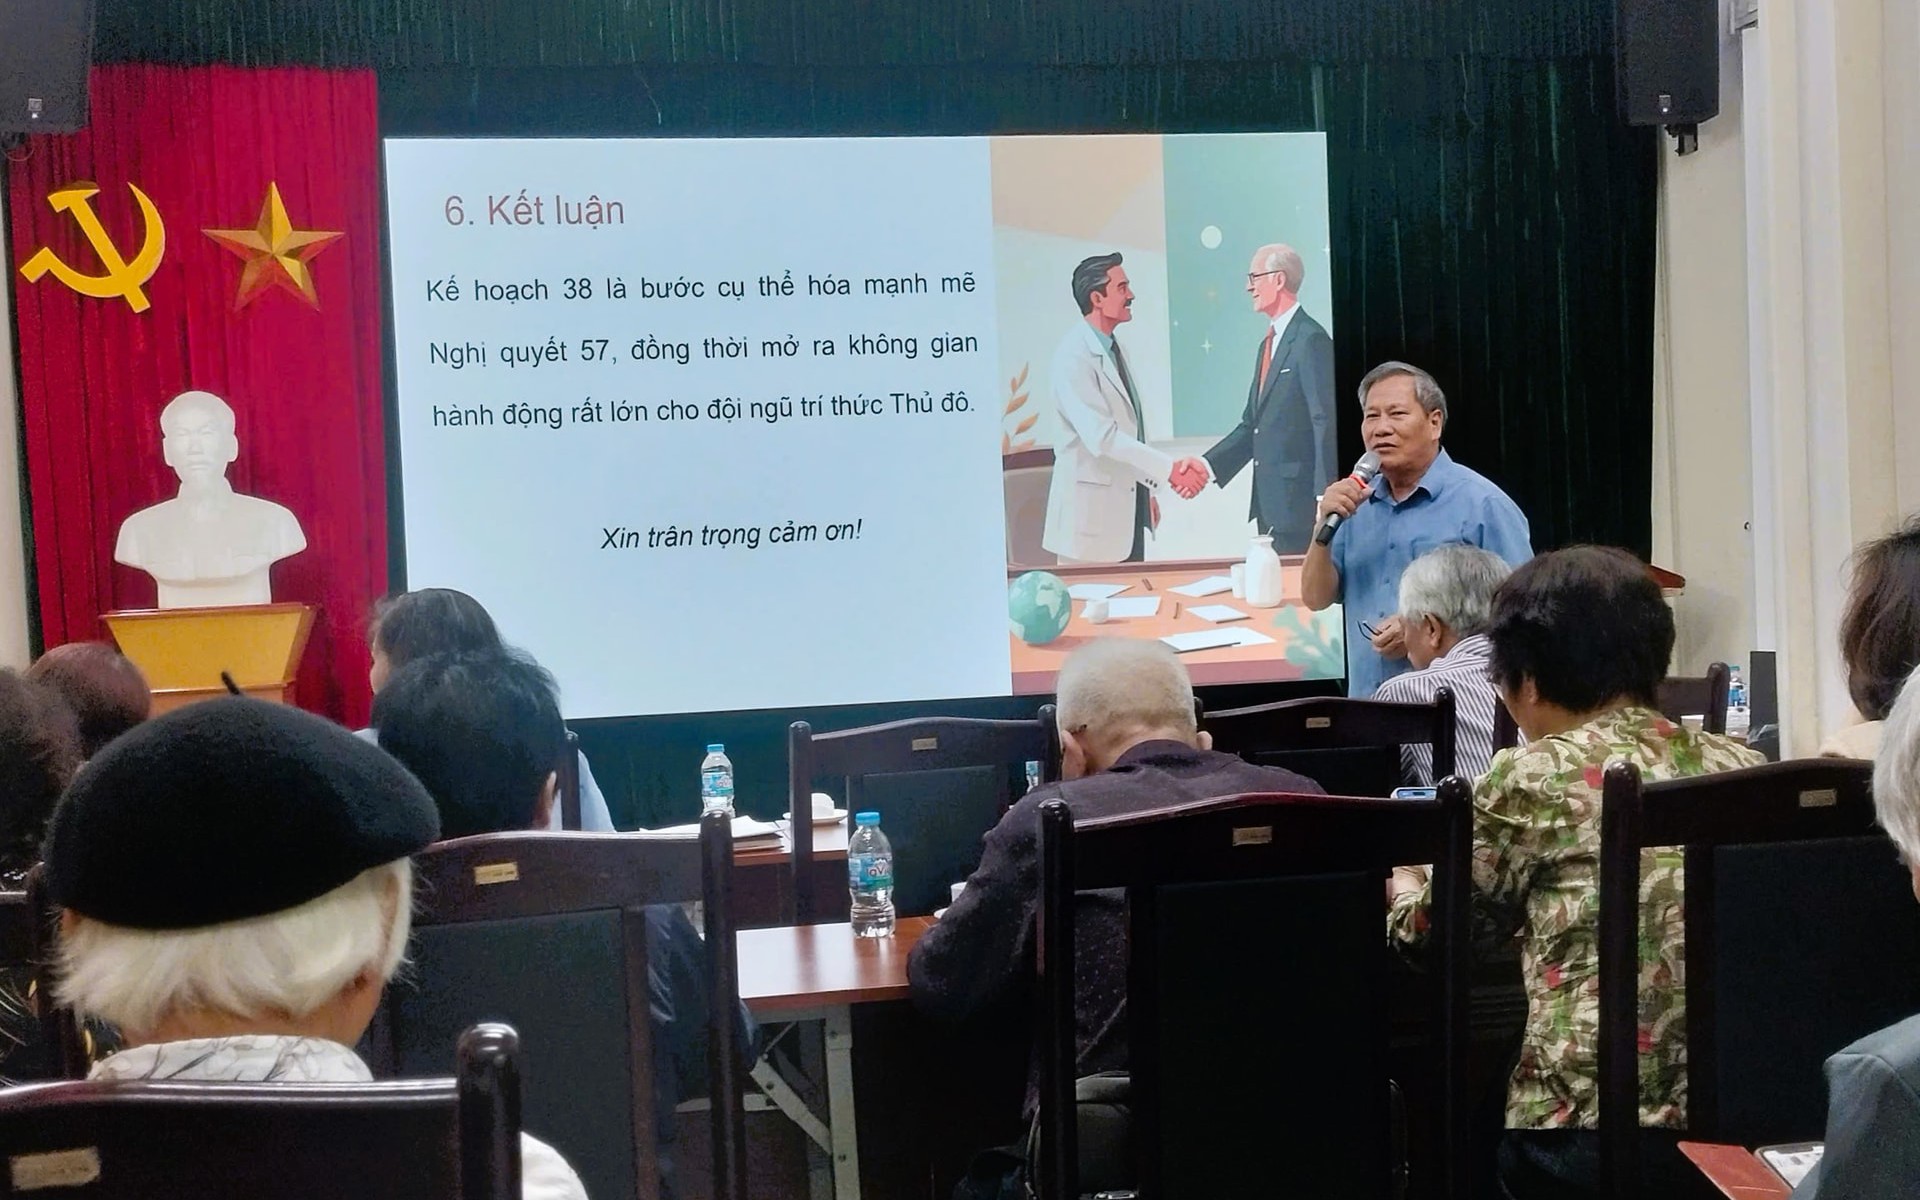 6. Kết luận
Kế hoạch 38 là bước cụ thể hóa mạnh mẽ
Nghị quyết 57, đồng thời mở ra không gian
hành động rất lớn cho đội ngũ trí thức Thủ đô.
Xin trân trọng cảm ơn!